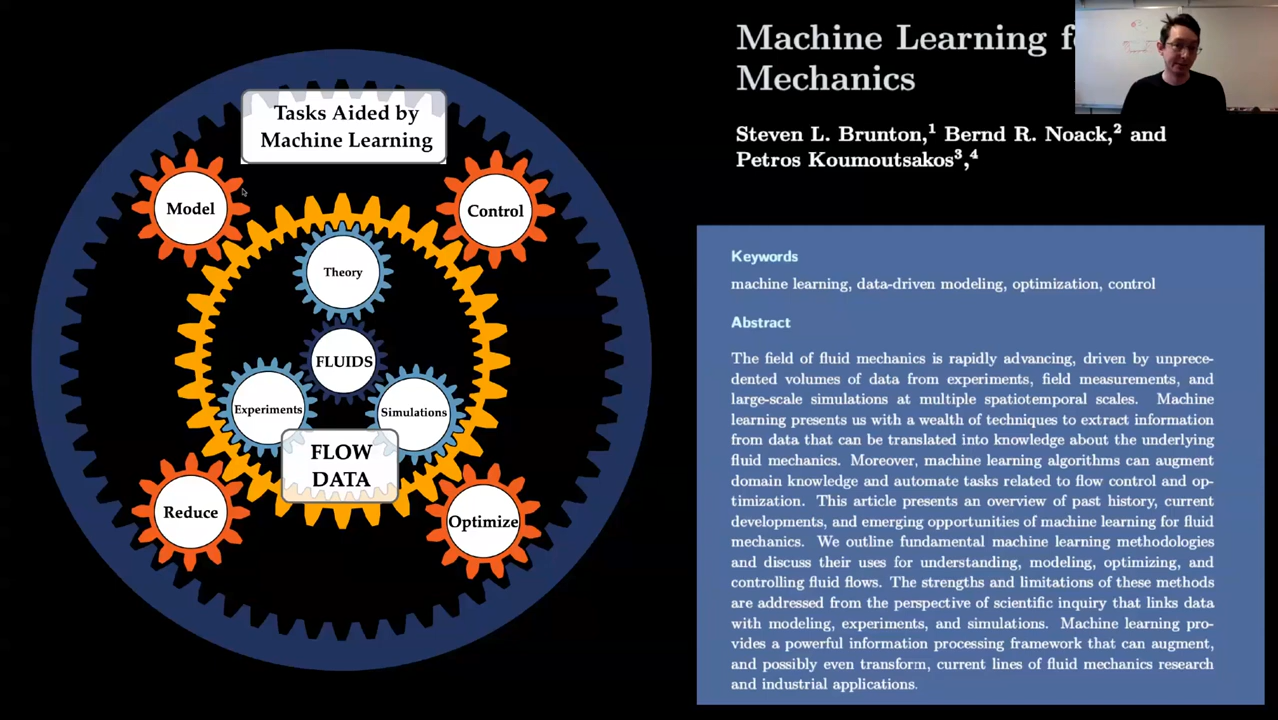 Tasks Aided by
Machine Learning
Model
Control
Theory
FLUIDS
Experiments
Simulations
FLOW
DATA
Reduce
Optimize
Machine Learning
Mechanics
Steven L. Brunton,1 Bernd R. Noack,2 and
Petros Koumoutsakos3,4
Keywords
machine learning, data-driven modeling, optimization, control
Abstract
The field of fluid mechanics is rapidly advancing, driven by unprece-
dented volumes of data from experiments, field measurements, and
large-scale simulations at multiple spatiotemporal scales. Machine
learning presents us with a wealth of techniques to extract information
from data that can be translated into knowledge about the underlying
fluid mechanics. Moreover, machine learning algorithms can augment
domain knowledge and automate tasks related to flow control and op-
timization. This article presents an overview of past history, current
developments, and emerging opportunities of machine learning for fluid
mechanics. We outline fundamental machine learning methodologies
and discuss their uses for understanding, modeling, optimizing, and
controlling fluid flows. The strengths and limitations of these methods
are addressed from the perspective of scientific inquiry that links data
with modeling, experiments, and simulations. Machine learning pro-
vides a powerful information processing framework that can augment,
and possibly even transform, current lines of fluid mechanics research
and industrial applications.